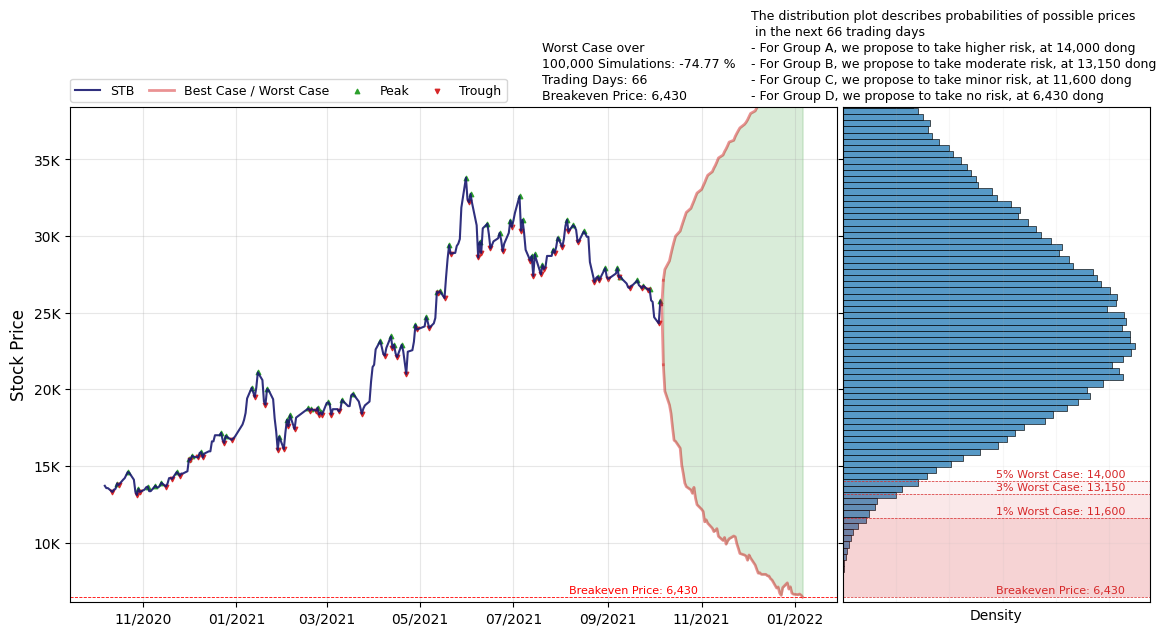 The distribution plot describes probabilities of possible prices
in the next 66 trading days
- For Group A, we propose to take higher risk, at 14,000 dong
- For Group B, we propose to take moderate risk, at 13,150 dong
- For Group C, we propose to take minor risk, at 11,600 dong
- For Group D, we propose to take no risk, at 6,430 dong
Worst Case over
100,000 Simulations: -74.77 %
Trading Days: 66
Breakeven Price: 6,430
STB
Best Case / Worst Case
Peak
Trough
Stock Price
35K
30K
25K
20K
15K
10K
Breakeven Price: 6,430
11/2020
01/2021
03/2021
05/2021
07/2021
09/2021
11/2021
01/2022
5% Worst Case: 14,000
3% Worst Case: 13,150
1% Worst Case: 11,600
Breakeven Price: 6,430
Density